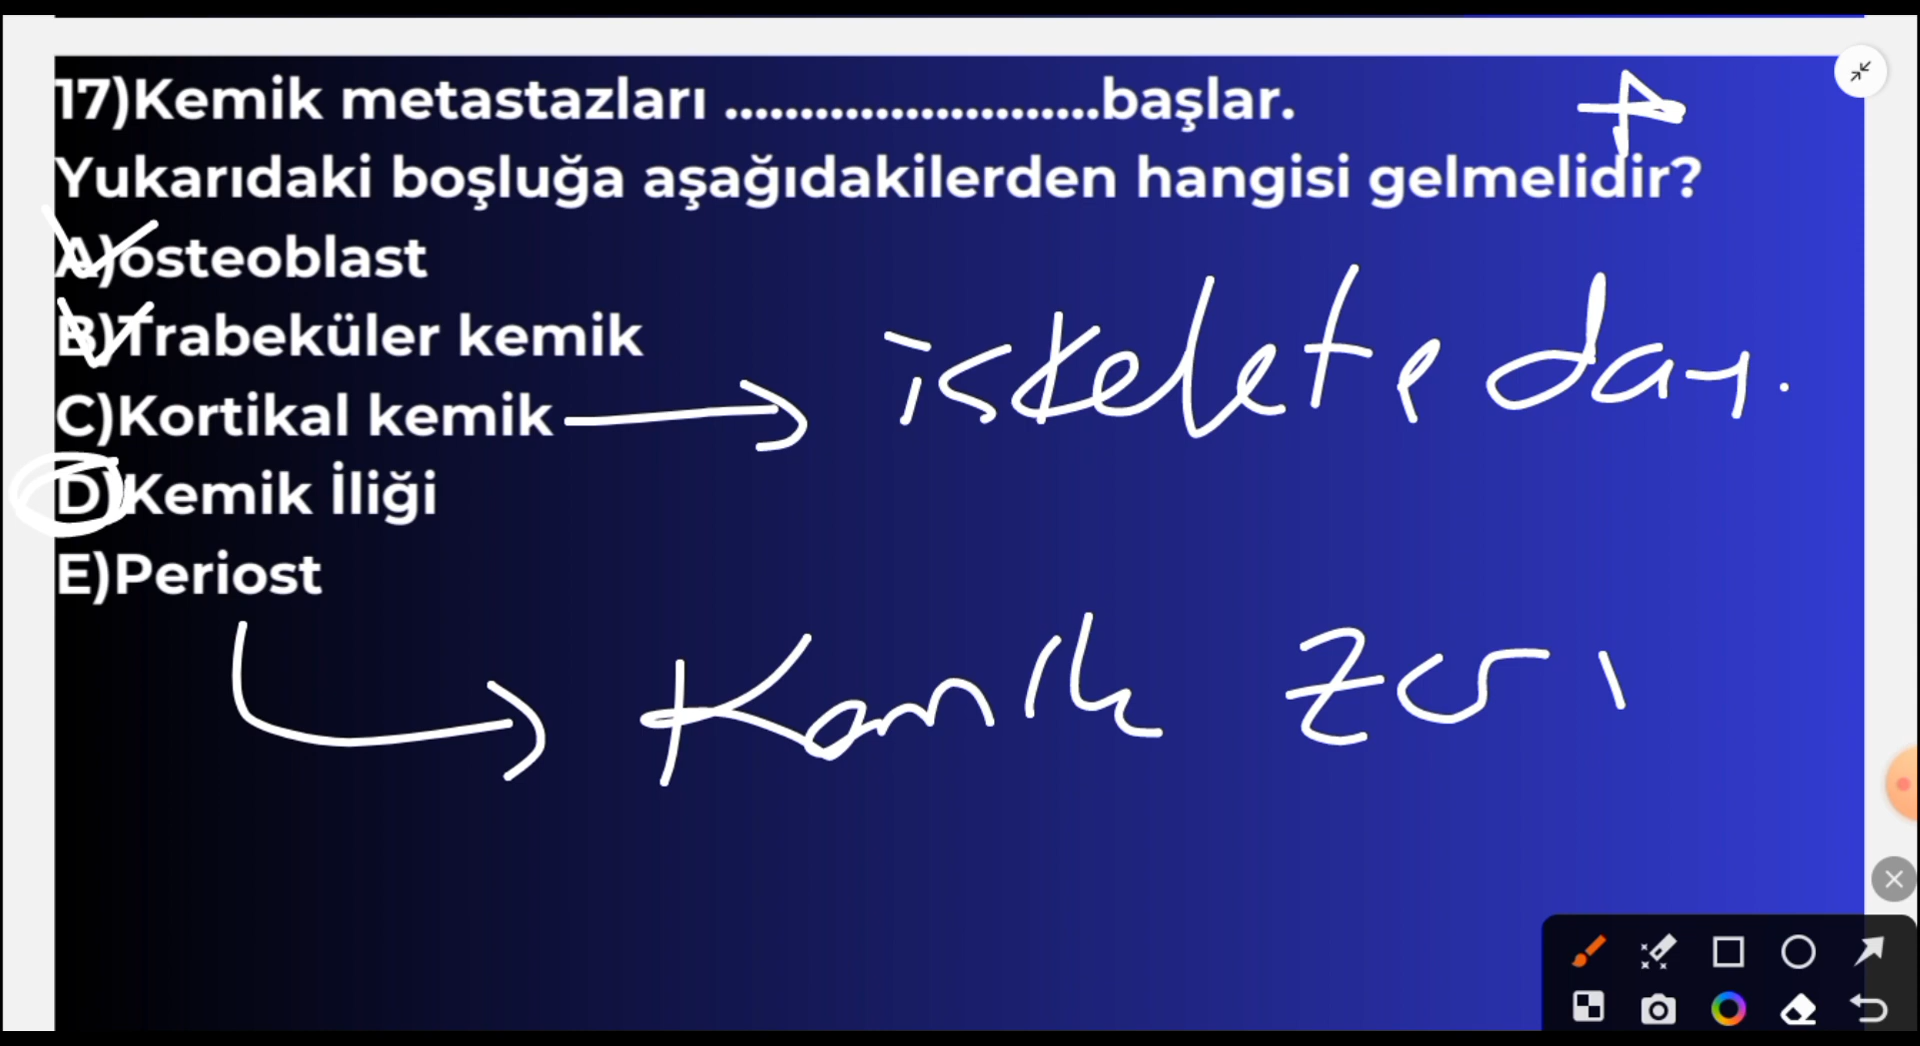 17)Kemik metastazları .........................başlar.
Yukarıdaki boşluğa aşağıdakilerden hangisi gelmelidir?
A)osteoblast
B)Trabeküler kemik
C)Kortikal kemik
iskelete day.
D)Kemik İliği
E)Periost
Kemik zarı